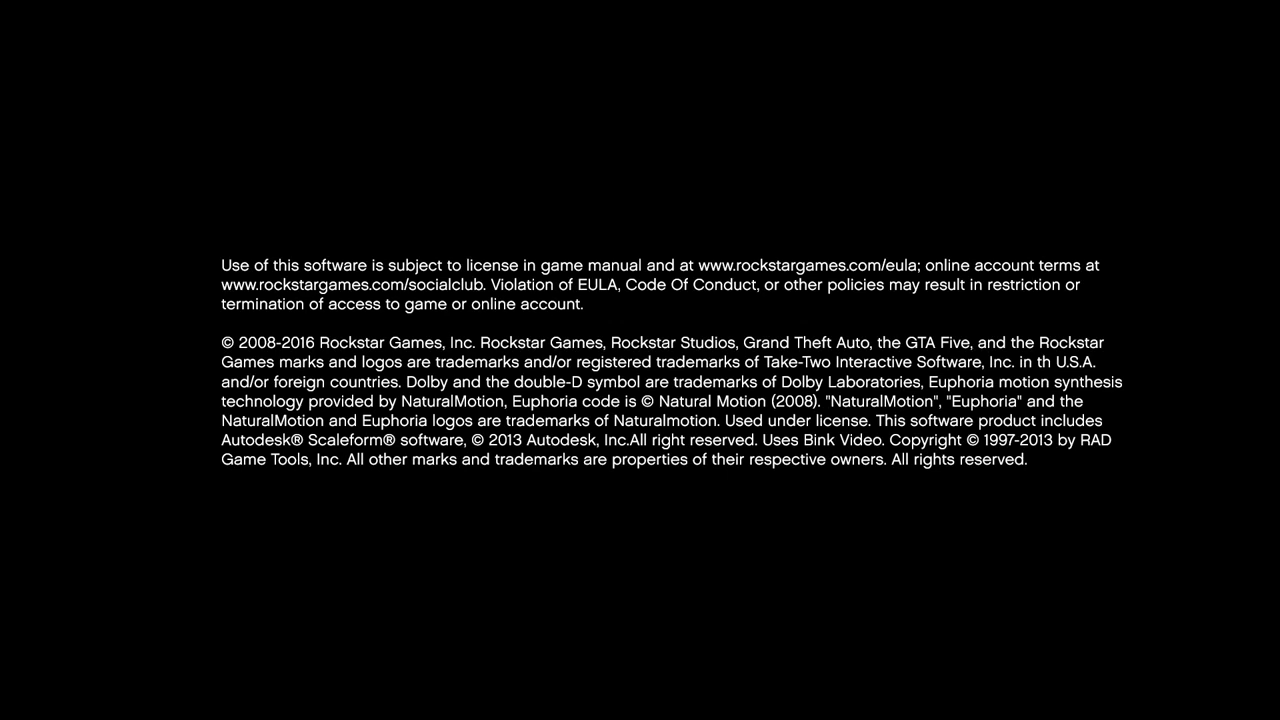 Use of this software is subject to license in game manual and at www.rockstargames.com/eula; online account terms at
www.rockstargames.com/socialclub. Violation of EULA, Code Of Conduct, or other policies may result in restriction or
termination of access to game or online account.
© 2008-2016 Rockstar Games, Inc. Rockstar Games, Rockstar Studios, Grand Theft Auto, the GTA Five, and the Rockstar
Games marks and logos are trademarks and/or registered trademarks of Take-Two Interactive Software, Inc. in th U.S.A.
and/or foreign countries. Dolby and the double-D symbol are trademarks of Dolby Laboratories, Euphoria motion synthesis
technology provided by NaturalMotion, Euphoria code is © Natural Motion (2008). "NaturalMotion", "Euphoria" and the
NaturalMotion and Euphoria logos are trademarks of Naturalmotion. Used under license. This software product includes
Autodesk® Scaleform® software, © 2013 Autodesk, Inc.All right reserved. Uses Bink Video. Copyright © 1997-2013 by RAD
Game Tools, Inc. All other marks and trademarks are properties of their respective owners. All rights reserved.